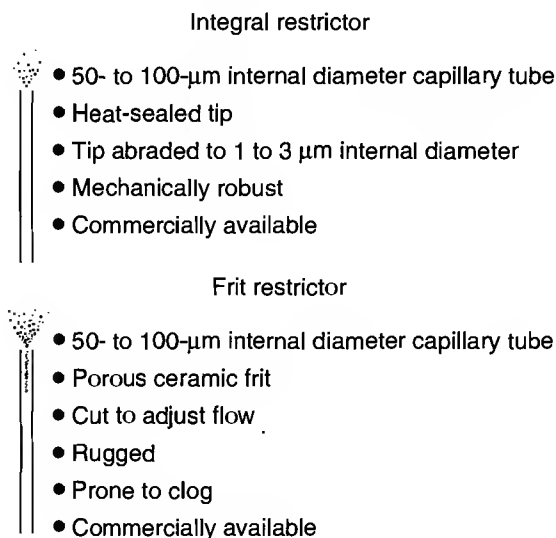 Integral restrictor
● 50- to 100-μm internal diameter capillary tube
● Heat-sealed tip
● Tip abraded to 1 to 3 μm internal diameter
● Mechanically robust
● Commercially available
Frit restrictor
● 50- to 100-μm internal diameter capillary tube
● Porous ceramic frit
● Cut to adjust flow
● Rugged
● Prone to clog
● Commercially available